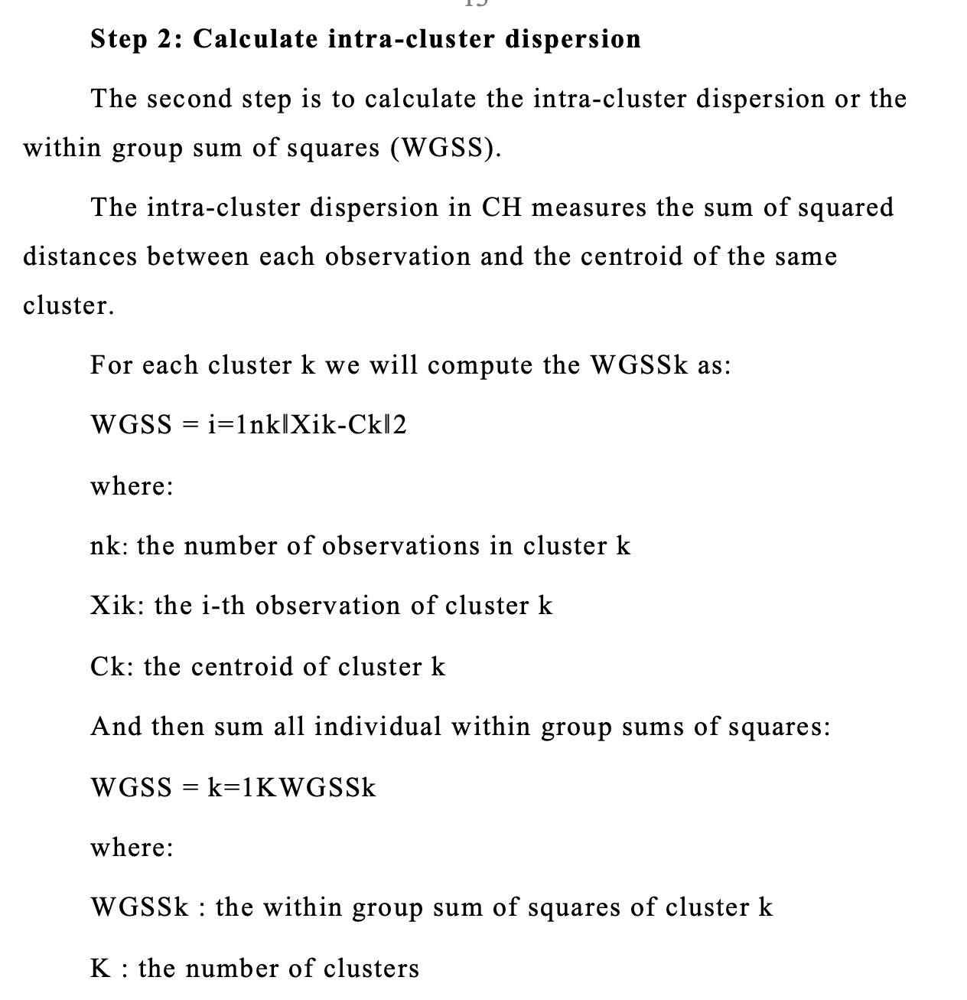 Step 2: Calculate intra-cluster dispersion
The second step is to calculate the intra-cluster dispersion or the
within group sum of squares (WGSS).
The intra-cluster dispersion in CH measures the sum of squared
distances between each observation and the centroid of the same
cluster.
For each cluster k we will compute the WGSSk as:
WGSS = i=1nk‖Xik-Ck‖2
where:
nk: the number of observations in cluster k
Xik: the i-th observation of cluster k
Ck: the centroid of cluster k
And then sum all individual within group sums of squares:
WGSS = k=1KWGSSk
where:
WGSSk : the within group sum of squares of cluster k
K : the number of clusters